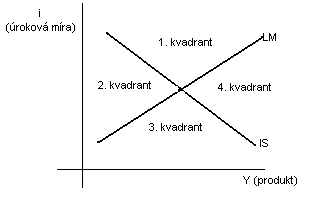 i
(úroková míra)
1. kvadrant
LM
2. kvadrant
4. kvadrant
3. kvadrant
IS
Y (produkt)